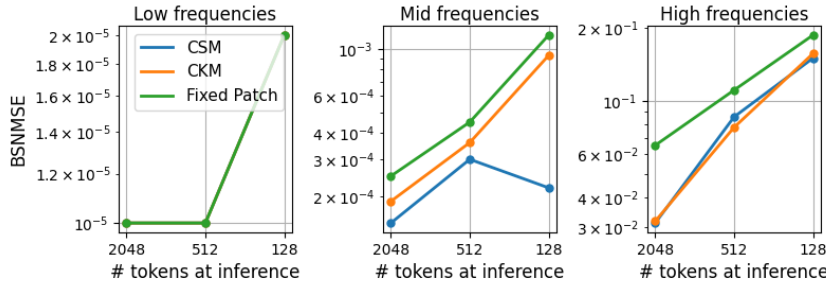 Low frequencies
Mid frequencies
High frequencies
BSNMSE
2 × 10⁻⁵
1.8 × 10⁻⁵
1.6 × 10⁻⁵
1.4 × 10⁻⁵
1.2 × 10⁻⁵
10⁻⁵
CSM
CKM
Fixed Patch
2048
512
128
# tokens at inference
10⁻³
6 × 10⁻⁴
4 × 10⁻⁴
3 × 10⁻⁴
2 × 10⁻⁴
2048
512
128
# tokens at inference
2 × 10⁻¹
10⁻¹
6 × 10⁻²
4 × 10⁻²
3 × 10⁻²
2048
512
128
# tokens at inference